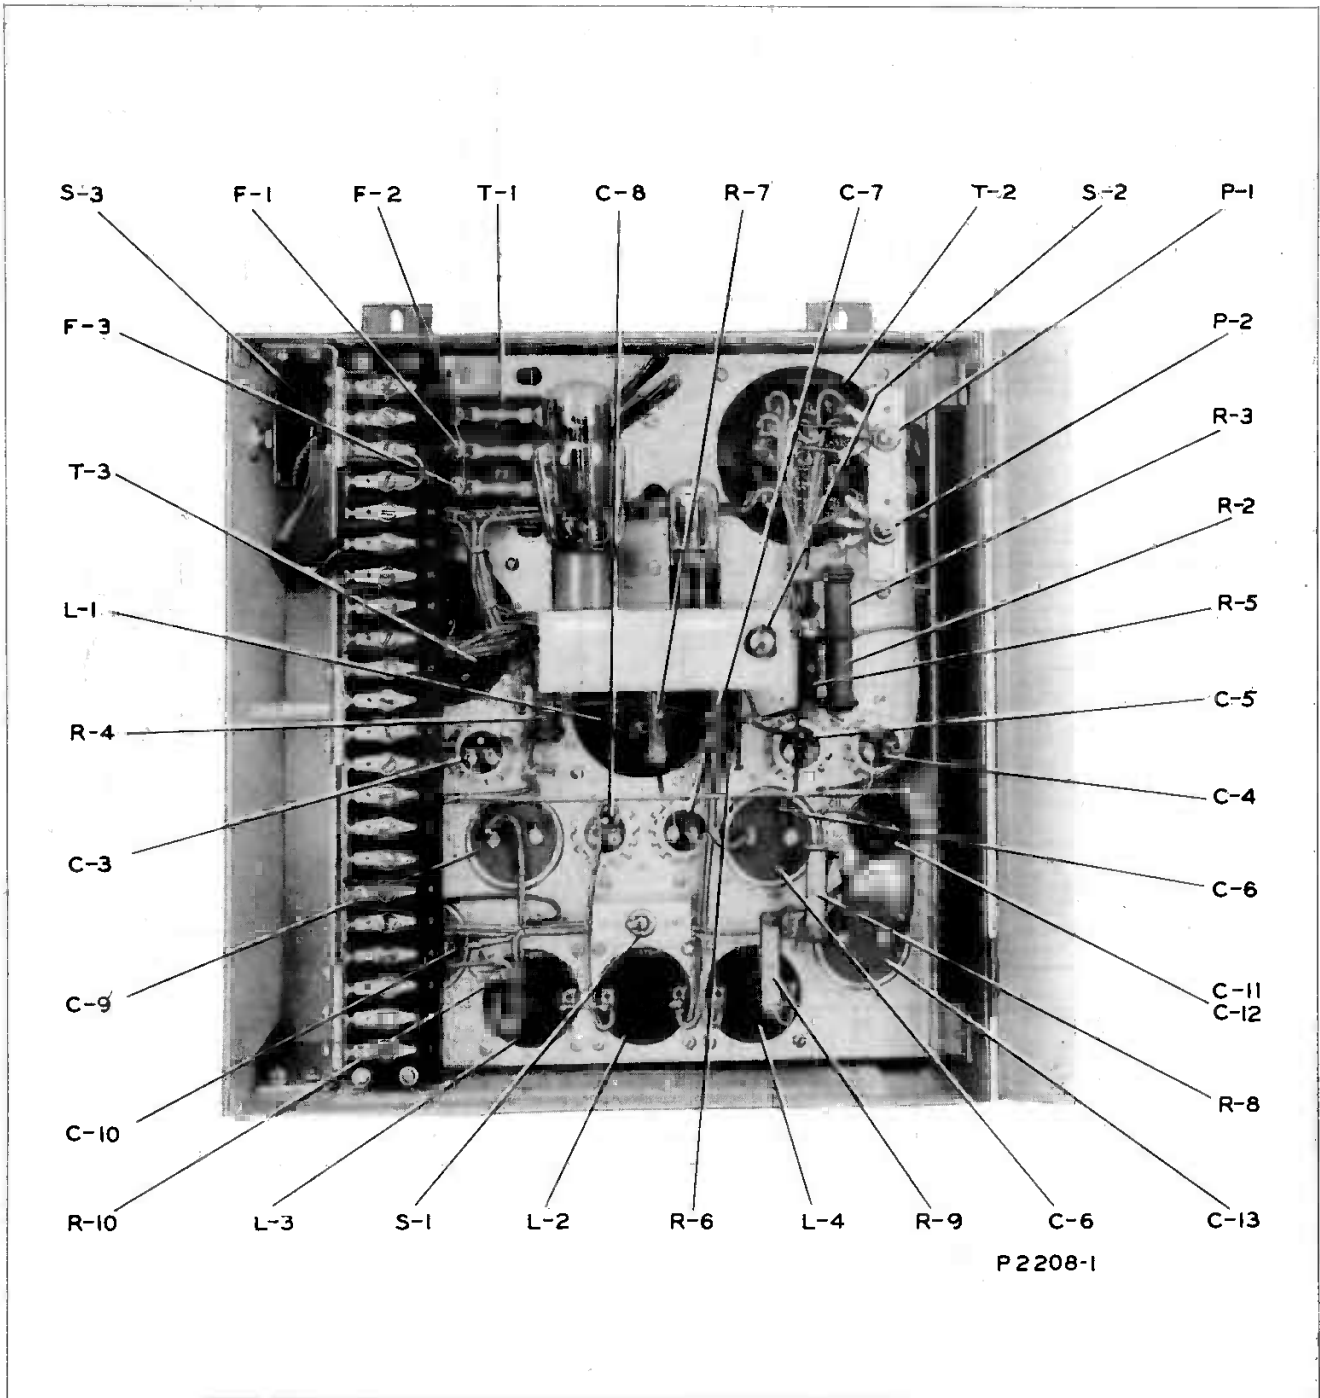 S-3 F-1 F-2 T-1 C-8 R-7 C-7 T-2 S-2 P-1
F-3
P-2
R-3
T-3
R-2
L-1
R-5
C-5
R-4
C-4
C-3
C-6
C-9
C-11
C-12
R-8
C-10
R-10 L-3 S-1 L-2 R-6 L-4 R-9 C-6 C-13
P2208-1